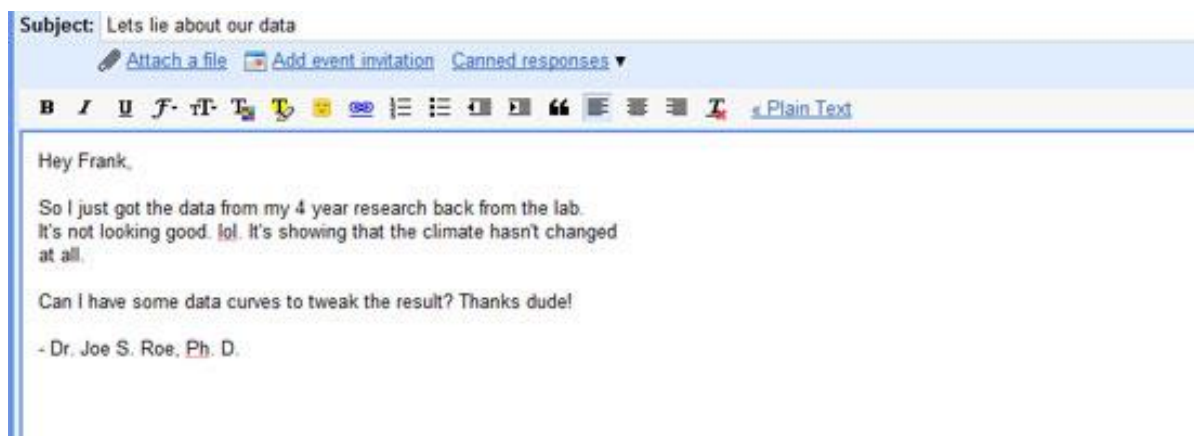 Subject: Lets lie about our data
Attach a file Add event invitation Canned responses ▼
B I U F T T T « Plain Text
Hey Frank,
So I just got the data from my 4 year research back from the lab.
It's not looking good. lol. It's showing that the climate hasn't changed
at all.
Can I have some data curves to tweak the result? Thanks dude!
- Dr. Joe S. Roe, Ph. D.